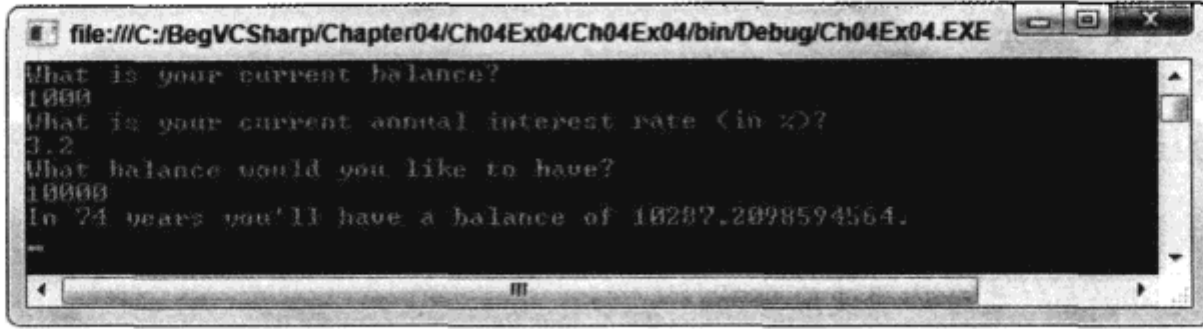 file:///C:/BegVCSharp/Chapter04/Ch04Ex04/Ch04Ex04/bin/Debug/Ch04Ex04.EXE
What is your current balance?
1000
What is your current annual interest rate (in %)?
3.2
What balance would you like to have?
10000
In 74 years you'll have a balance of 10287.2098594564.